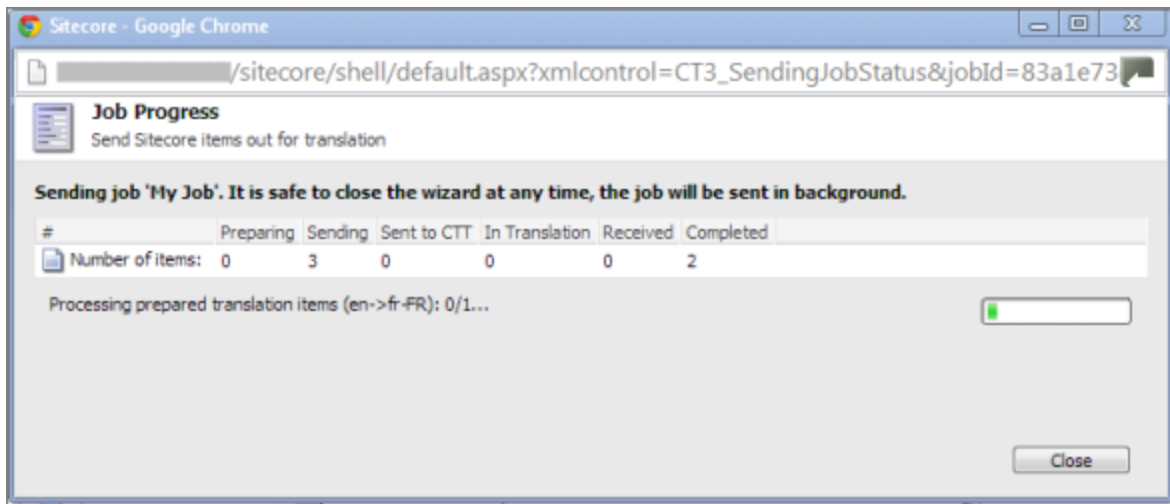 Sitecore - Google Chrome
/sitecore/shell/default.aspx?xmlcontrol=CT3_SendingJobStatus&jobId=83a1e73
Job Progress
Send Sitecore items out for translation
Sending job 'My Job'. It is safe to close the wizard at any time, the job will be sent in background.
# Preparing Sending Sent to CTT In Translation Received Completed
Number of items: 0 3 0 0 0 2
Processing prepared translation items (en->fr-FR): 0/1...
Close